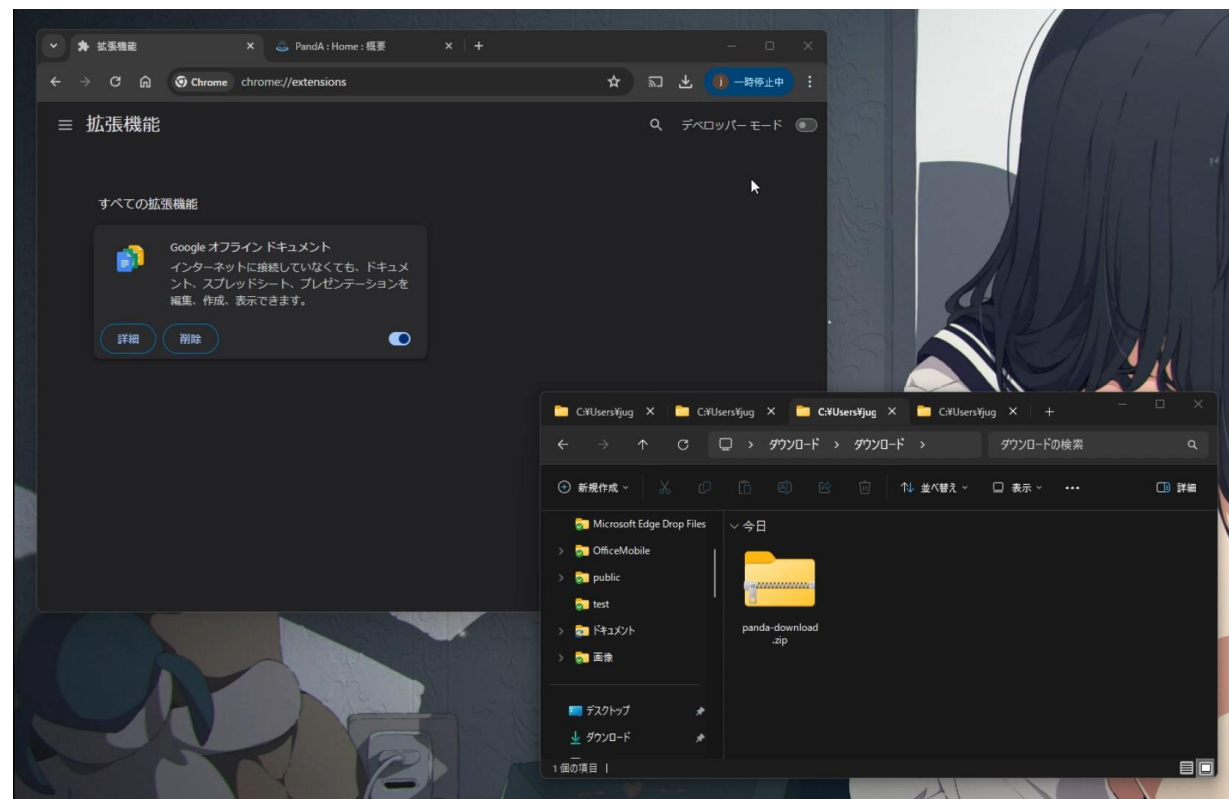 拡張機能
PandA : Home : 概要
Chrome
chrome://extensions
一時停止中
拡張機能
デベロッパー モード
すべての拡張機能
Google オフライン ドキュメント
インターネットに接続していなくても、ドキュメ
ント、スプレッドシート、プレゼンテーションを
編集、作成、表示できます。
詳細
削除
C:¥Users¥jug
C:¥Users¥jug
C:¥Users¥jug
C:¥Users¥jug
ダウンロード > ダウンロード >
ダウンロードの検索
新規作成
並べ替え
表示
詳細
Microsoft Edge Drop Files
OfficeMobile
public
test
ドキュメント
画像
デスクトップ
ダウンロード
今日
panda-download
.zip
1 個の項目